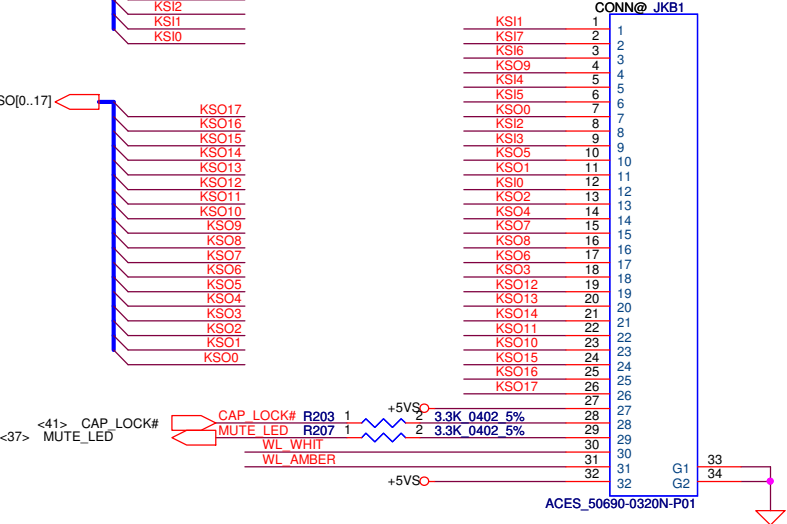 CONN@ JKB1
KSI2
KSI1
KSI0
KSI1 1 1
KSI7 2 2
KSI6 3 3
KSO9 4 4
KSI4 5 5
KSI5 6 6
KSO0 7 7
KSI2 8 8
KSI3 9 9
KSO5 10 10
KSO1 11 11
KSI0 12 12
KSO2 13 13
KSO4 14 14
KSO7 15 15
KSO8 16 16
KSO6 17 17
KSO3 18 18
KSO12 19 19
KSO13 20 20
KSO14 21 21
KSO11 22 22
KSO10 23 23
KSO15 24 24
KSO16 25 25
KSO17 26 26
SO[0..17]
KSO17
KSO16
KSO15
KSO14
KSO13
KSO12
KSO11
KSO10
KSO9
KSO8
KSO7
KSO6
KSO5
KSO4
KSO3
KSO2
KSO1
KSO0
+5VS 27 27
<41> CAP_LOCK# CAP_LOCK# R203 1 2 3.3K_0402_5% 28 28
<37> MUTE_LED MUTE_LED R207 1 2 3.3K_0402_5% 29 29
WL_WHIT 30 30
WL_AMBER 31 31
+5VS 32 32
G1 33
G2 34
ACES_50690-0320N-P01